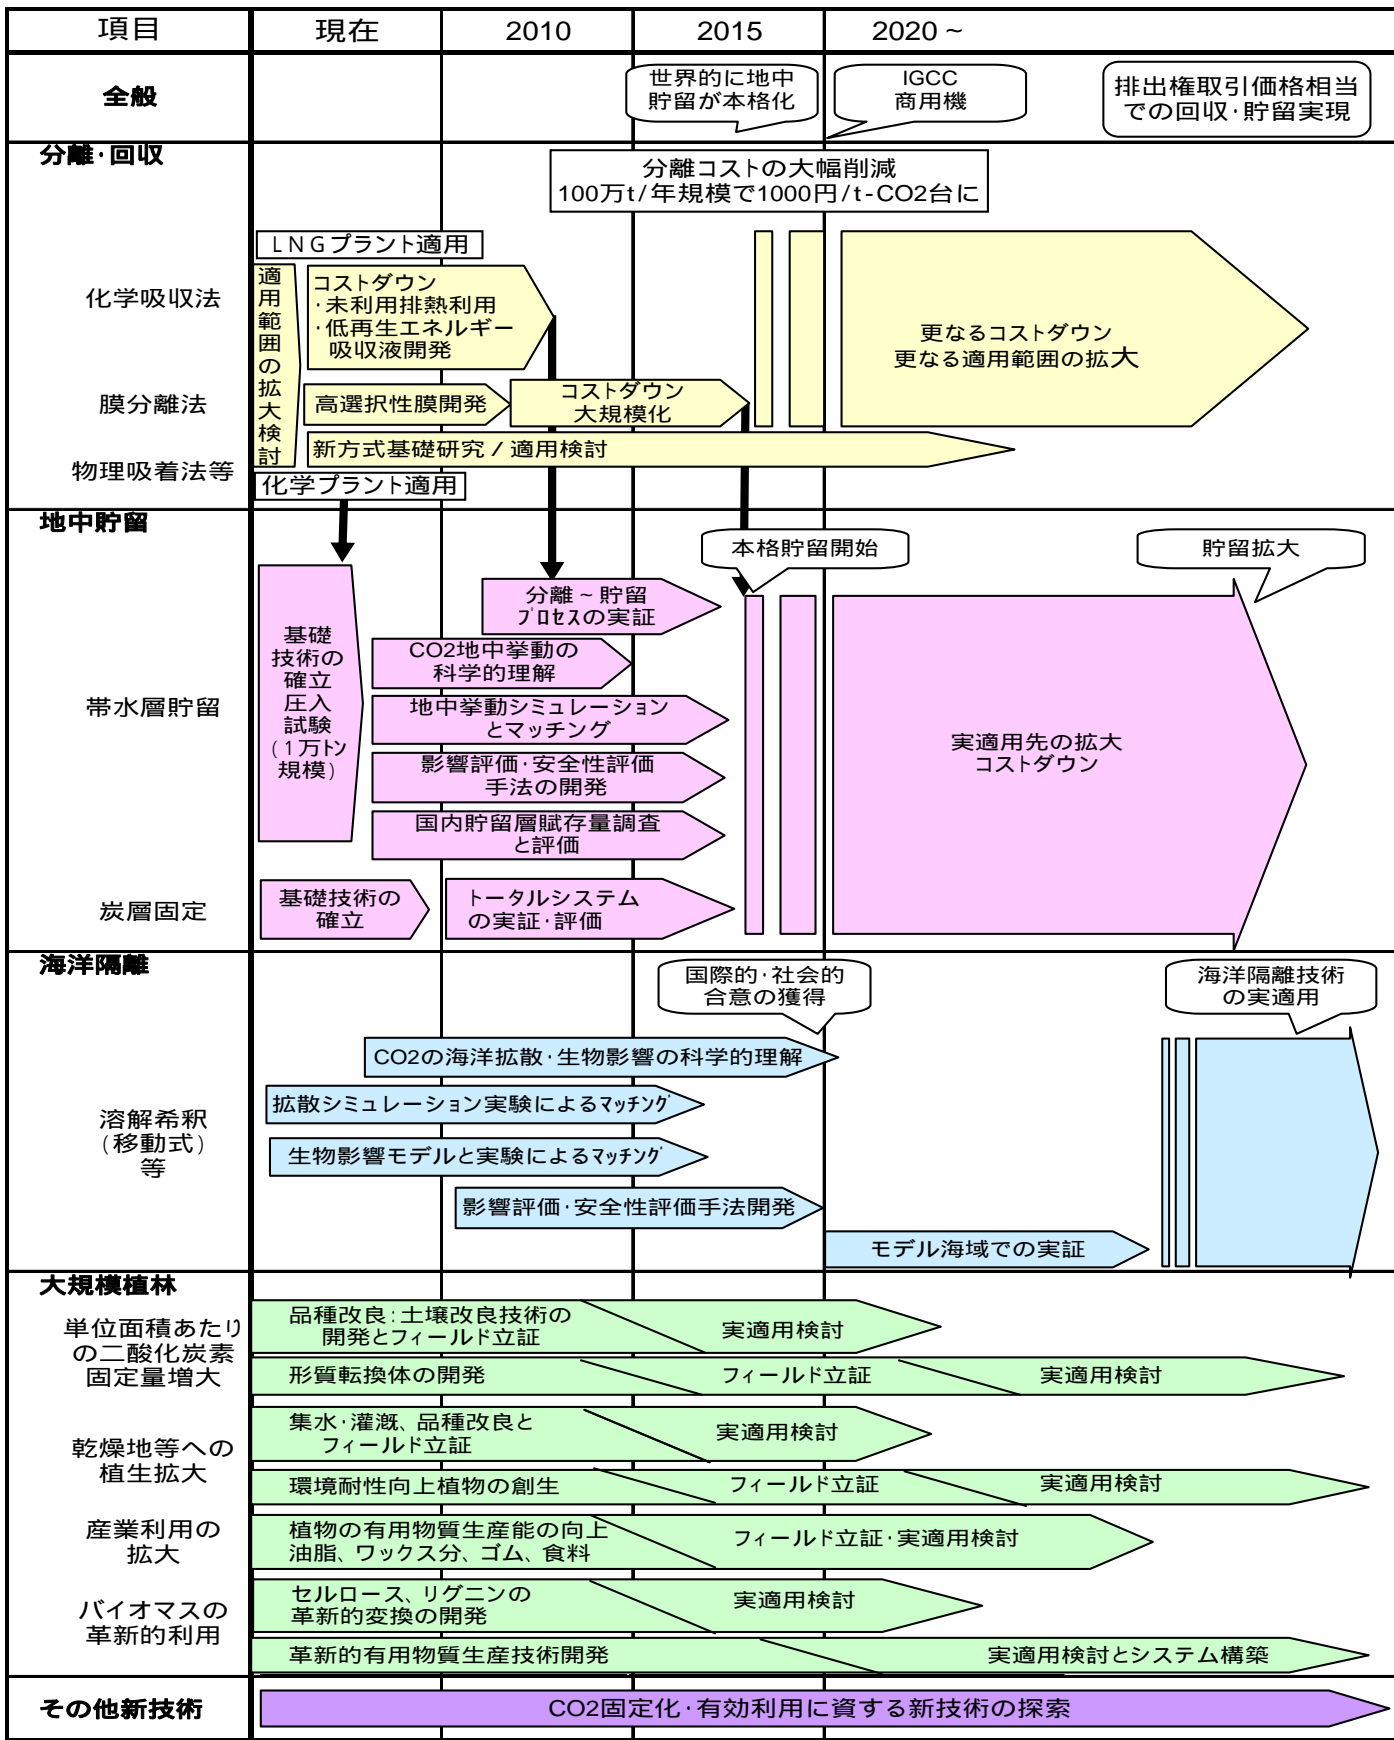 項目
現在
2010
2015
2020～
全般
世界的に地中
貯留が本格化
IGCC
商用機
排出権取引価格相当
での回収・貯留実現
分離・回収
分離コストの大幅削減
100万t/年規模で1000円/t-CO2台に
LNGプラント適用
化学吸収法
適用範囲の拡大検討
コストダウン
・未利用排熱利用
・低再生エネルギー
吸収液開発
更なるコストダウン
更なる適用範囲の拡大
膜分離法
高選択性膜開発
コストダウン
大規模化
新方式基礎研究/適用検討
物理吸着法等
化学プラント適用
地中貯留
本格貯留開始
貯留拡大
帯水層貯留
基礎
技術の
確立
圧入
試験
(1万トン
規模)
分離～貯留
プロセスの実証
CO2地中挙動の
科学的理解
地中挙動シミュレーション
とマッチング
影響評価・安全性評価
手法の開発
国内貯留層賦存量調査
と評価
実適用先の拡大
コストダウン
炭層固定
基礎技術の
確立
トータルシステム
の実証・評価
海洋隔離
国際的・社会的
合意の獲得
海洋隔離技術
の実適用
溶解希釈
(移動式)
等
CO2の海洋拡散・生物影響の科学的理解
拡散シミュレーション実験によるマッチング
生物影響モデルと実験によるマッチング
影響評価・安全性評価手法開発
モデル海域での実証
大規模植林
単位面積あたり
の二酸化炭素
固定量増大
品種改良：土壌改良技術の
開発とフィールド立証
実適用検討
形質転換体の開発
フィールド立証
実適用検討
乾燥地等への
植生拡大
集水・灌漑、品種改良と
フィールド立証
実適用検討
環境耐性向上植物の創生
フィールド立証
実適用検討
産業利用の
拡大
植物の有用物質生産能の向上
油脂、ワックス分、ゴム、食料
フィールド立証・実適用検討
バイオマスの
革新的利用
セルロース、リグニンの
革新的変換の開発
実適用検討
革新的有用物質生産技術開発
実適用検討とシステム構築
その他新技術
CO2固定化・有効利用に資する新技術の探索